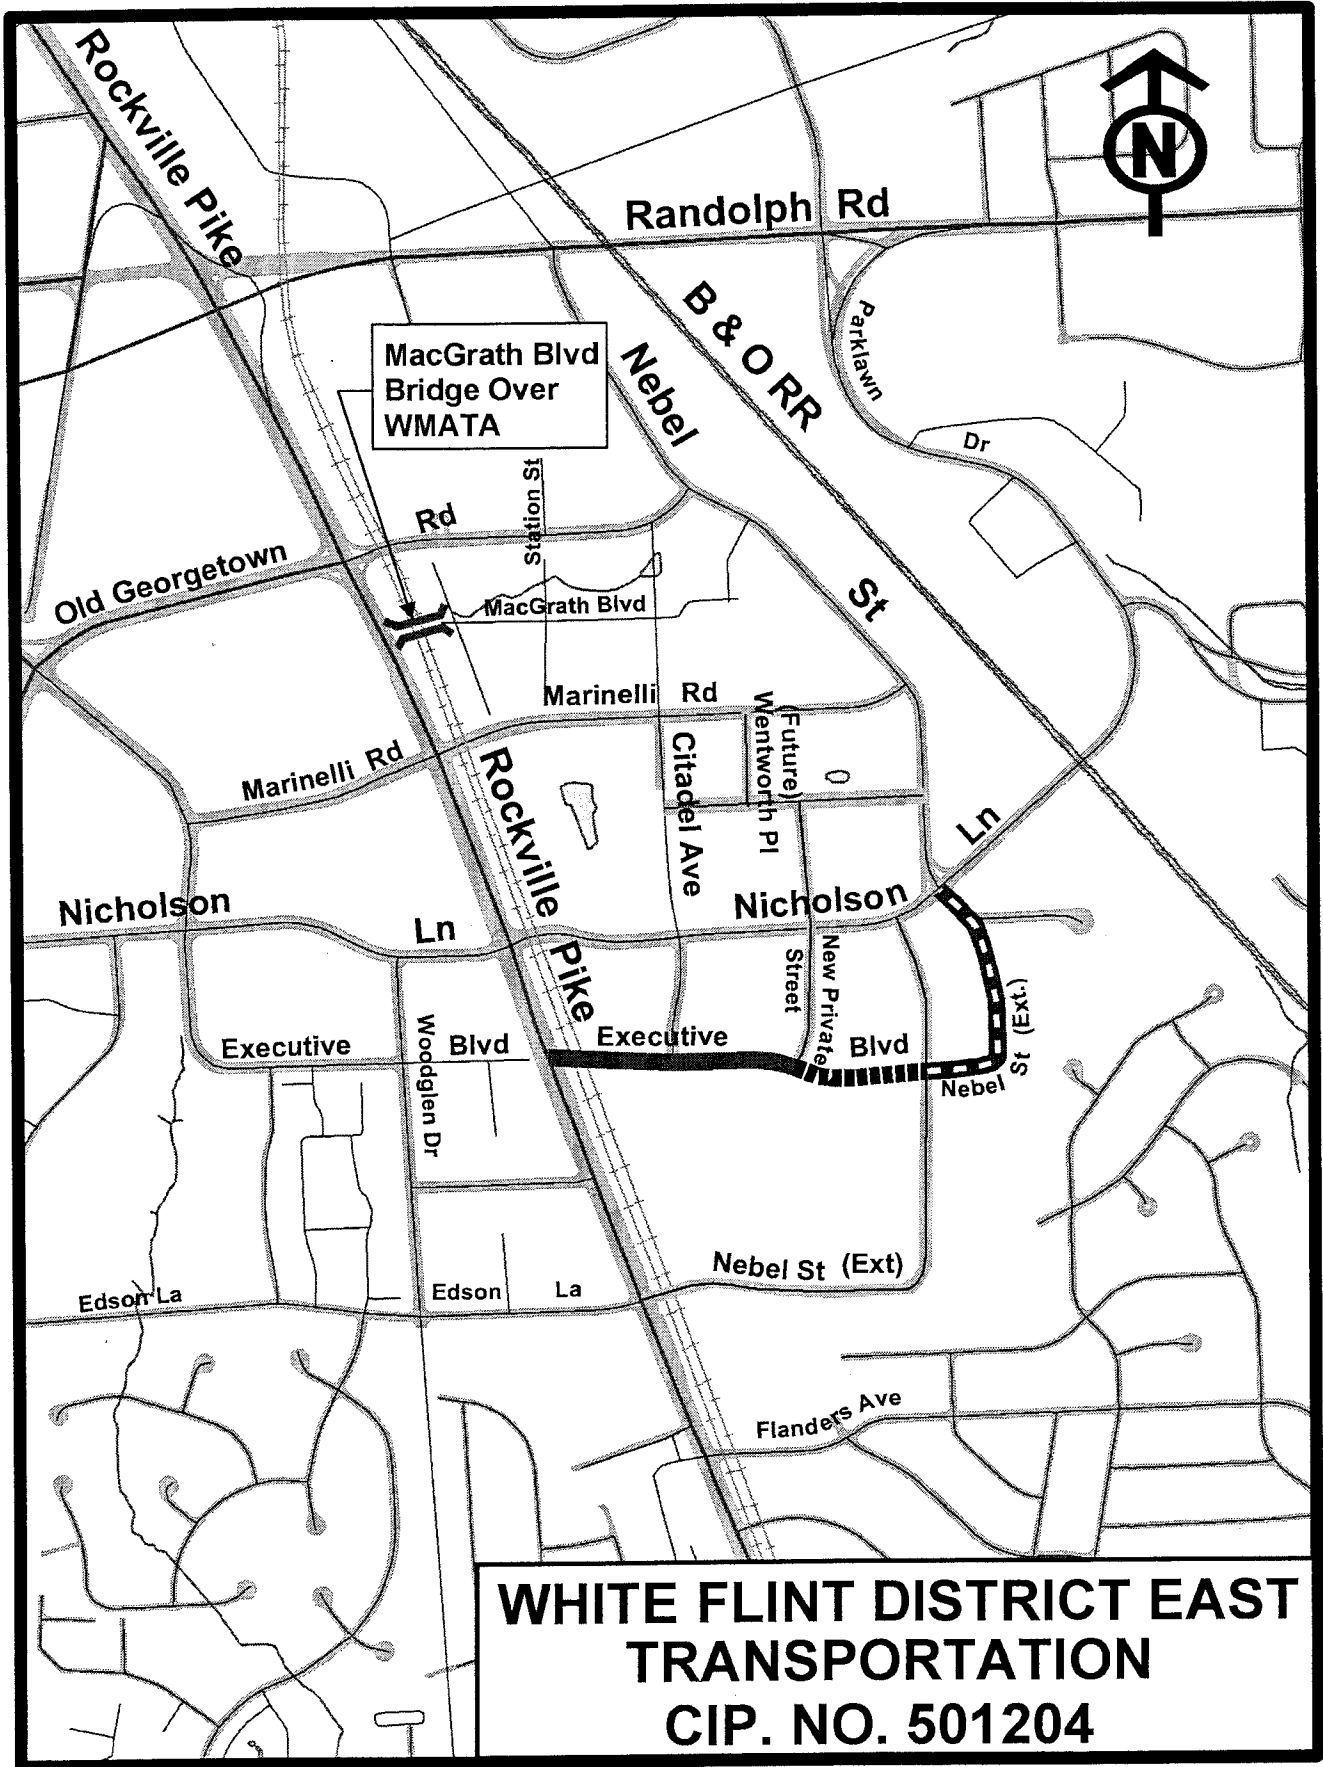 Rockville Pike
N
Randolph Rd
B & O RR
Parklawn
Dr
MacGrath Blvd
Bridge Over
WMATA
Nebel
St
Station St
Old Georgetown
Rd
MacGrath Blvd
Marinelli Rd
Marinelli Rd
Rockville Pike
Citadel Ave
(Future)
Wentworth Pl
Nicholson
Ln
Nicholson
Ln
New Private
Street
Executive
Blvd
Executive
Blvd
Woodglen Dr
Nebel
St (Ext.)
Nebel St (Ext)
Edson La
Edson La
Flanders Ave
WHITE FLINT DISTRICT EAST
TRANSPORTATION
CIP. NO. 501204